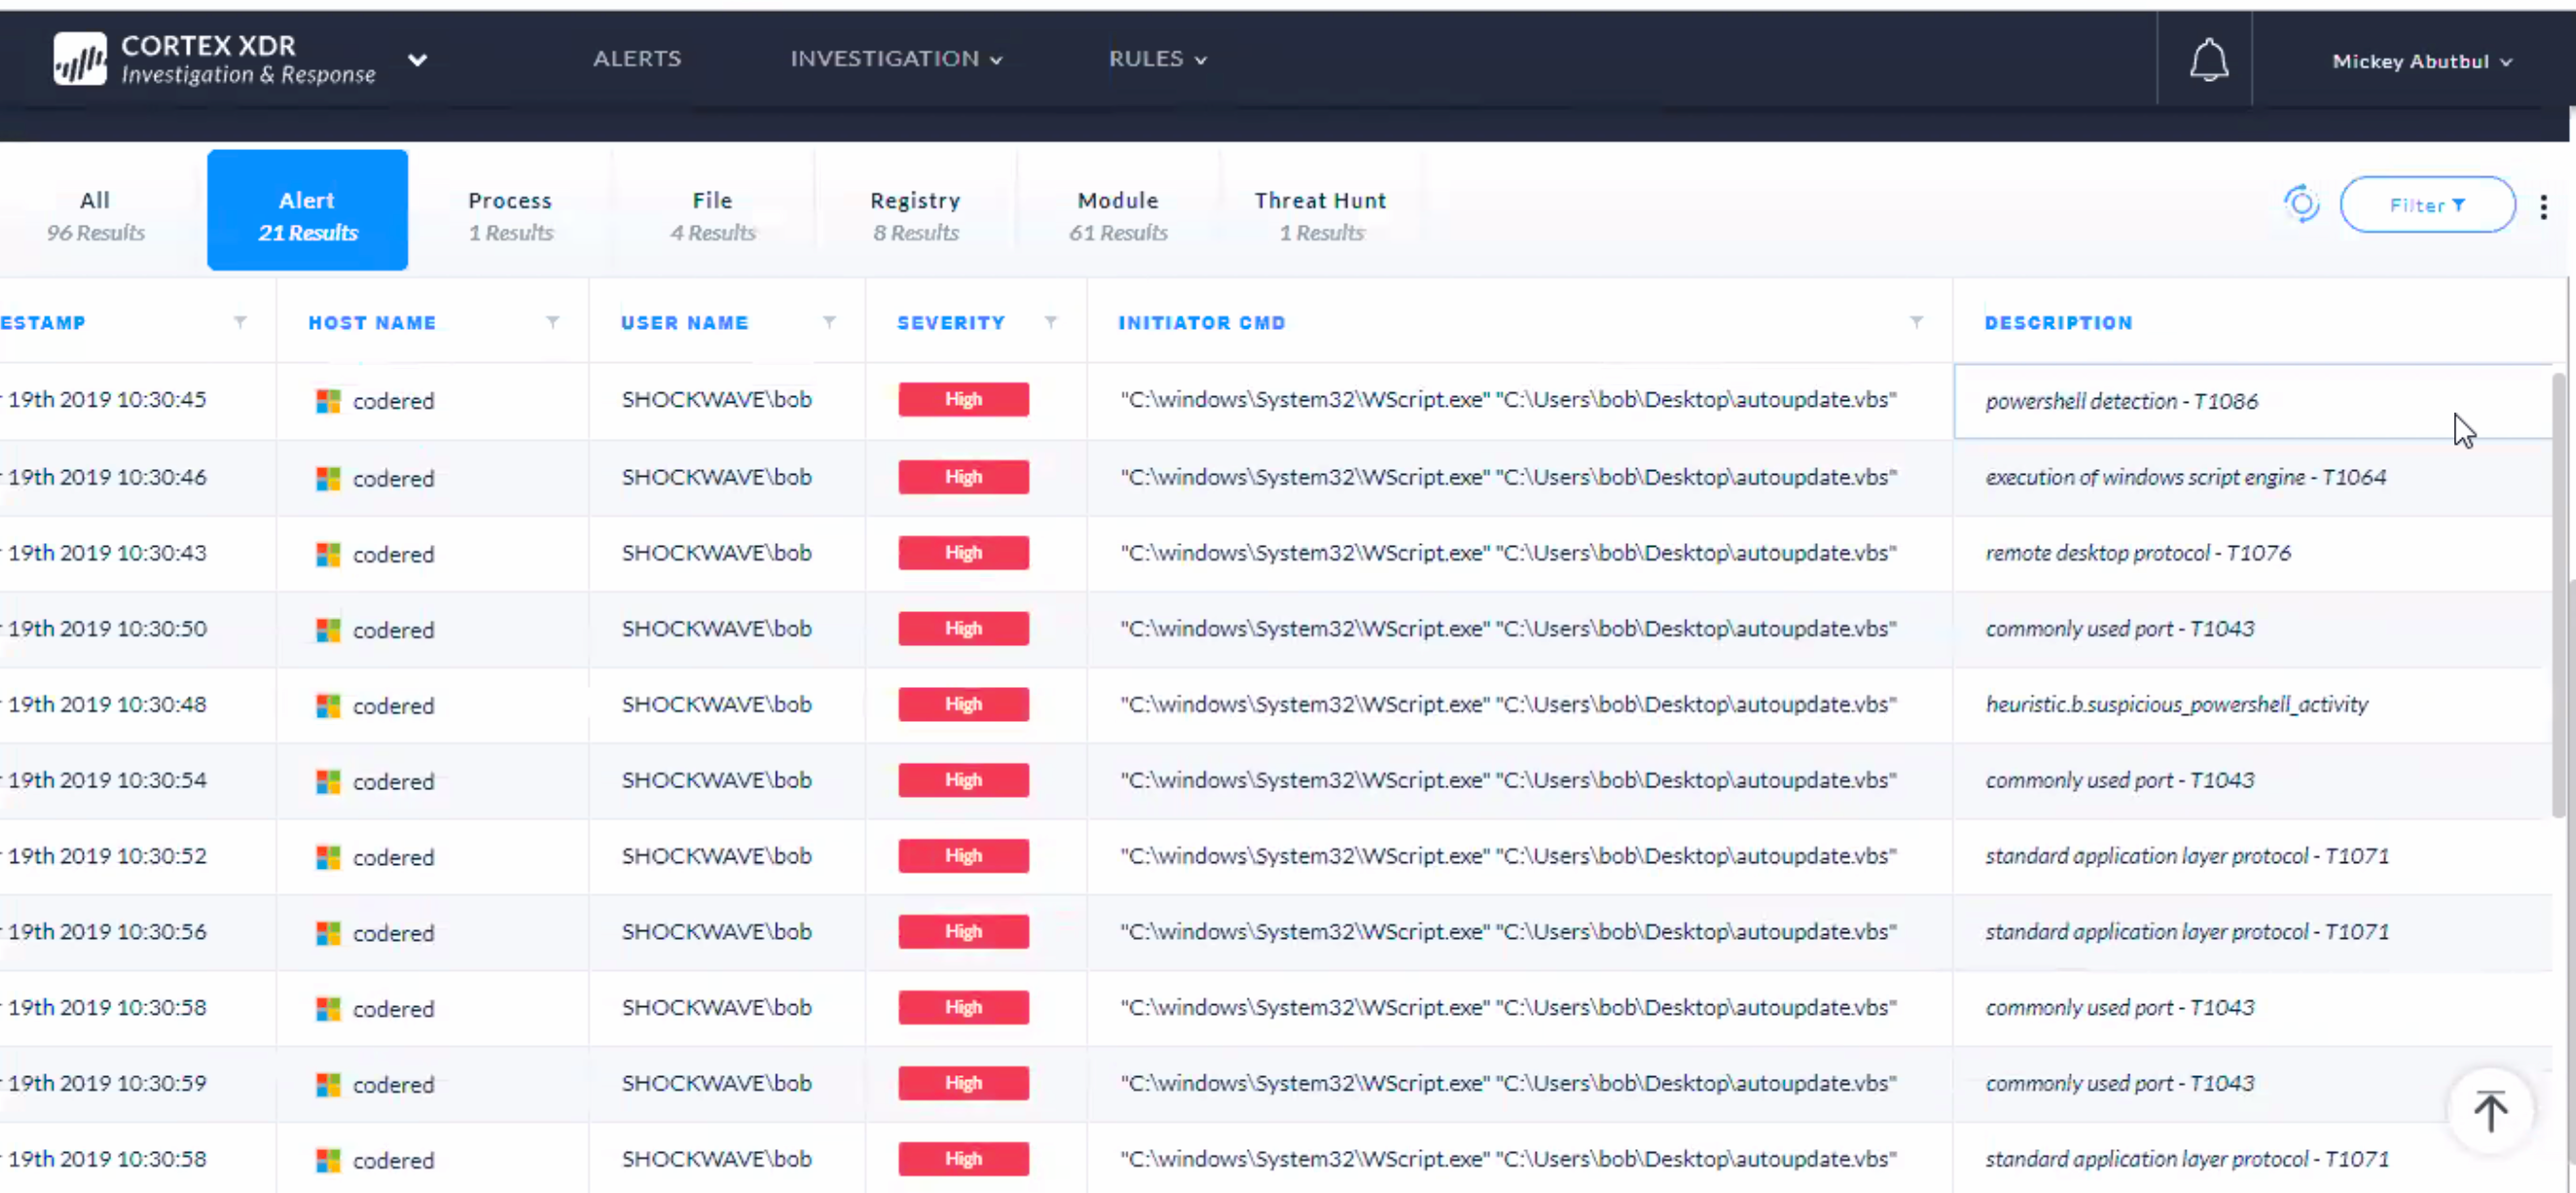 CORTEX XDR
Investigation & Response
ALERTS
INVESTIGATION
RULES
Mickey Abutbul
All
96 Results
Alert
21 Results
Process
1 Results
File
4 Results
Registry
8 Results
Module
61 Results
Threat Hunt
1 Results
Filter
ESTAMP HOST NAME USER NAME SEVERITY INITIATOR CMD DESCRIPTION
19th 2019 10:30:45 codered SHOCKWAVE\bob High "C:\windows\System32\WScript.exe" "C:\Users\bob\Desktop\autoupdate.vbs" powershell detection - T1086
19th 2019 10:30:46 codered SHOCKWAVE\bob High "C:\windows\System32\WScript.exe" "C:\Users\bob\Desktop\autoupdate.vbs" execution of windows script engine - T1064
19th 2019 10:30:43 codered SHOCKWAVE\bob High "C:\windows\System32\WScript.exe" "C:\Users\bob\Desktop\autoupdate.vbs" remote desktop protocol - T1076
19th 2019 10:30:50 codered SHOCKWAVE\bob High "C:\windows\System32\WScript.exe" "C:\Users\bob\Desktop\autoupdate.vbs" commonly used port - T1043
19th 2019 10:30:48 codered SHOCKWAVE\bob High "C:\windows\System32\WScript.exe" "C:\Users\bob\Desktop\autoupdate.vbs" heuristic.b.suspicious_powershell_activity
19th 2019 10:30:54 codered SHOCKWAVE\bob High "C:\windows\System32\WScript.exe" "C:\Users\bob\Desktop\autoupdate.vbs" commonly used port - T1043
19th 2019 10:30:52 codered SHOCKWAVE\bob High "C:\windows\System32\WScript.exe" "C:\Users\bob\Desktop\autoupdate.vbs" standard application layer protocol - T1071
19th 2019 10:30:56 codered SHOCKWAVE\bob High "C:\windows\System32\WScript.exe" "C:\Users\bob\Desktop\autoupdate.vbs" standard application layer protocol - T1071
19th 2019 10:30:58 codered SHOCKWAVE\bob High "C:\windows\System32\WScript.exe" "C:\Users\bob\Desktop\autoupdate.vbs" commonly used port - T1043
19th 2019 10:30:59 codered SHOCKWAVE\bob High "C:\windows\System32\WScript.exe" "C:\Users\bob\Desktop\autoupdate.vbs" commonly used port - T1043
19th 2019 10:30:58 codered SHOCKWAVE\bob High "C:\windows\System32\WScript.exe" "C:\Users\bob\Desktop\autoupdate.vbs" standard application layer protocol - T1071